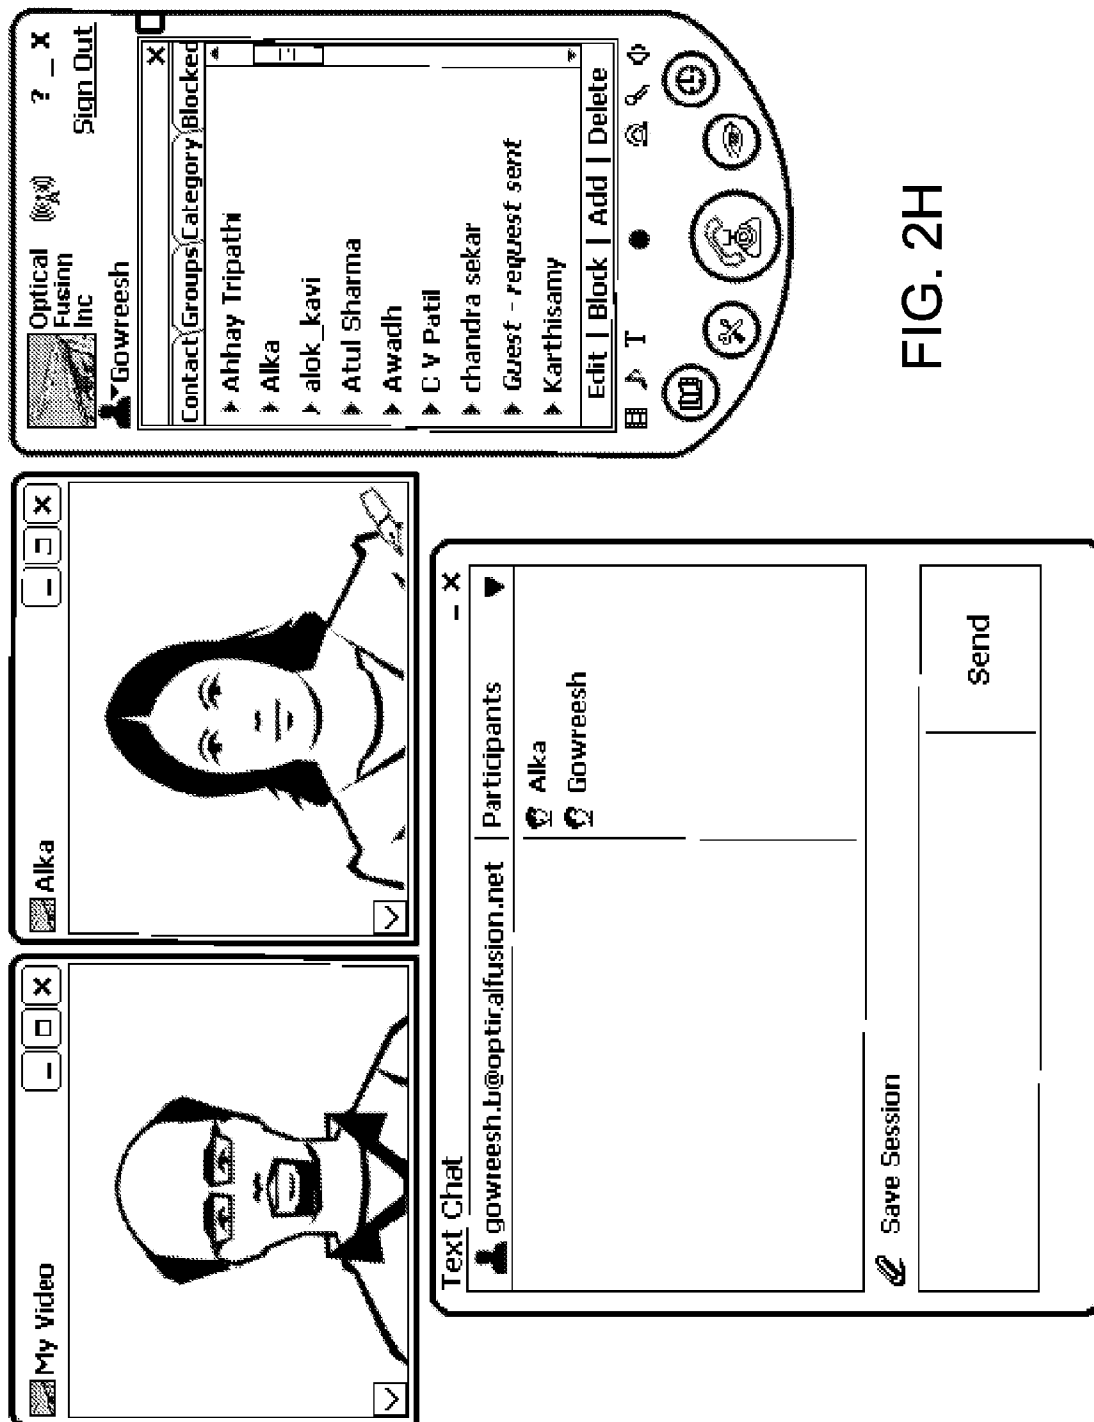 My Video
Alka
Optical
Fusinn
Inc
? _ X
Sign Out
Gowreesh
Contact Groups Category Blocked
Ahhay Tripathi
Alka
alok_kavi
Atul Sharma
Awadh
C V Patil
chandra sekar
Guest - request sent
Karthisamy
Edit | Block | Add | Delete
T
Text Chat
gowreesh.b@optir.alfusion.net
Participants
Alka
Gowreesh
Save Session
Send
FIG. 2H